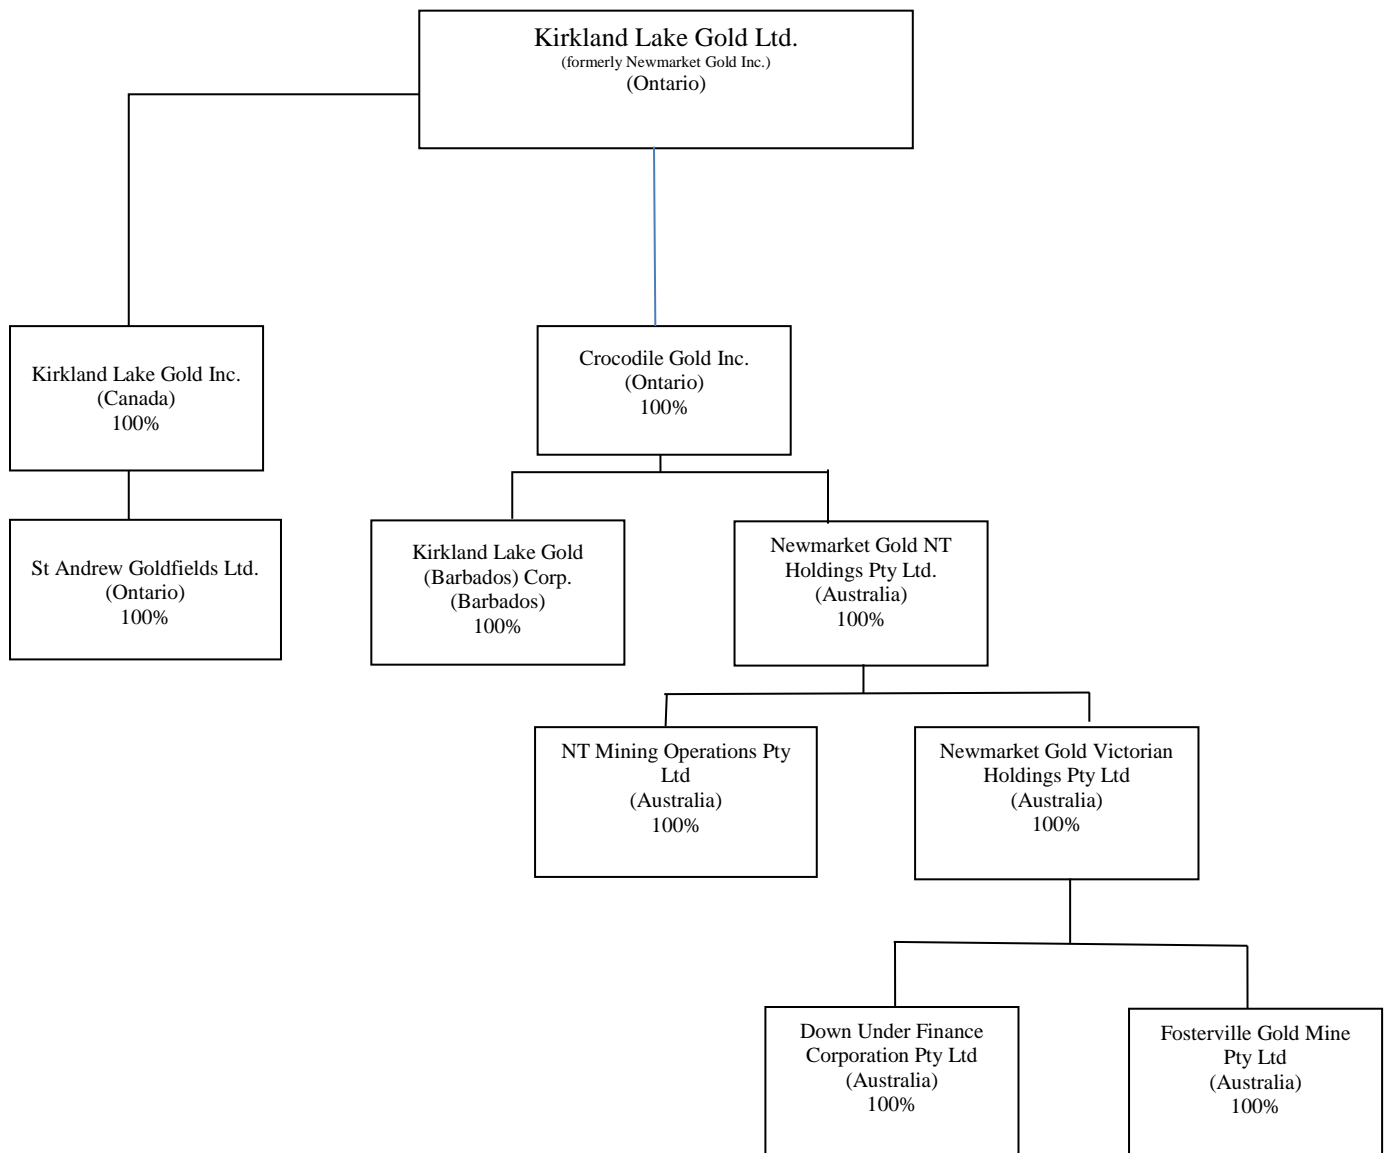 Kirkland Lake Gold Ltd.
(formerly Newmarket Gold Inc.)
(Ontario)
Kirkland Lake Gold Inc.
(Canada)
100%
Crocodile Gold Inc.
(Ontario)
100%
St Andrew Goldfields Ltd.
(Ontario)
100%
Kirkland Lake Gold
(Barbados) Corp.
(Barbados)
100%
Newmarket Gold NT
Holdings Pty Ltd.
(Australia)
100%
NT Mining Operations Pty
Ltd
(Australia)
100%
Newmarket Gold Victorian
Holdings Pty Ltd
(Australia)
100%
Down Under Finance
Corporation Pty Ltd
(Australia)
100%
Fosterville Gold Mine
Pty Ltd
(Australia)
100%